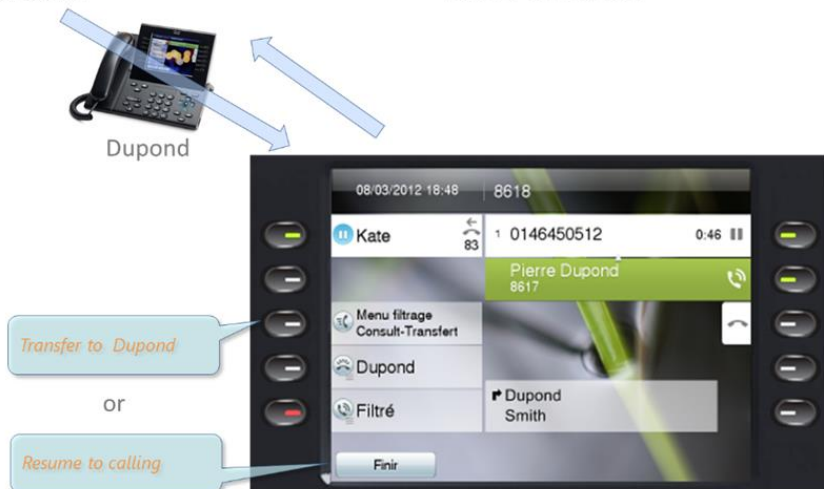 Dupond
08/03/2012 18:48
8618
Kate
83
1 0146450512 0:46
Pierre Dupond
8617
Menu filtrage
Consult-Transfert
Transfer to Dupond
Dupond
or
Filtré
Dupond
Smith
Resume to calling
Finir